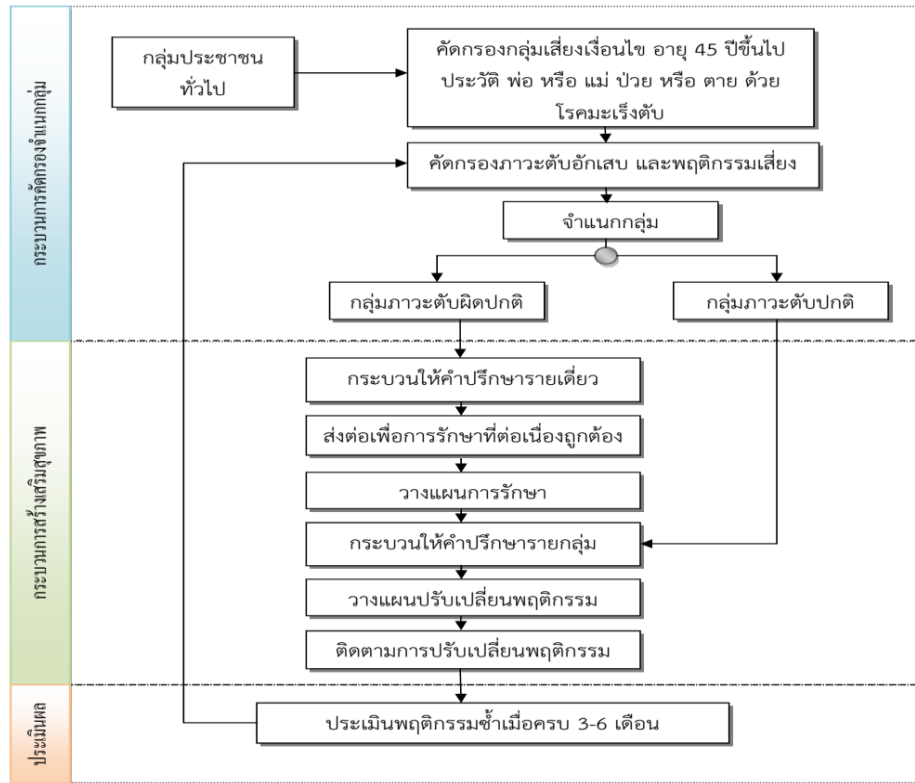 กระบวนการคัดกรองจำแนกกลุ่ม
กลุ่มประชาชน
ทั่วไป
คัดกรองกลุ่มเสี่ยงเงื่อนไข อายุ 45 ปีขึ้นไป
ประวัติ พ่อ หรือ แม่ ป่วย หรือ ตาย ด้วย
โรคมะเร็งตับ
คัดกรองภาวะตับอักเสบ และพฤติกรรมเสี่ยง
จำแนกกลุ่ม
กลุ่มภาวะตับผิดปกติ
กลุ่มภาวะตับปกติ
กระบวนการสร้างเสริมสุขภาพ
กระบวนให้คำปรึกษารายเดี่ยว
ส่งต่อเพื่อการรักษาที่ต่อเนื่องถูกต้อง
วางแผนการรักษา
กระบวนให้คำปรึกษารายกลุ่ม
วางแผนปรับเปลี่ยนพฤติกรรม
ติดตามการปรับเปลี่ยนพฤติกรรม
ประเมินผล
ประเมินพฤติกรรมซ้ำเมื่อครบ 3-6 เดือน